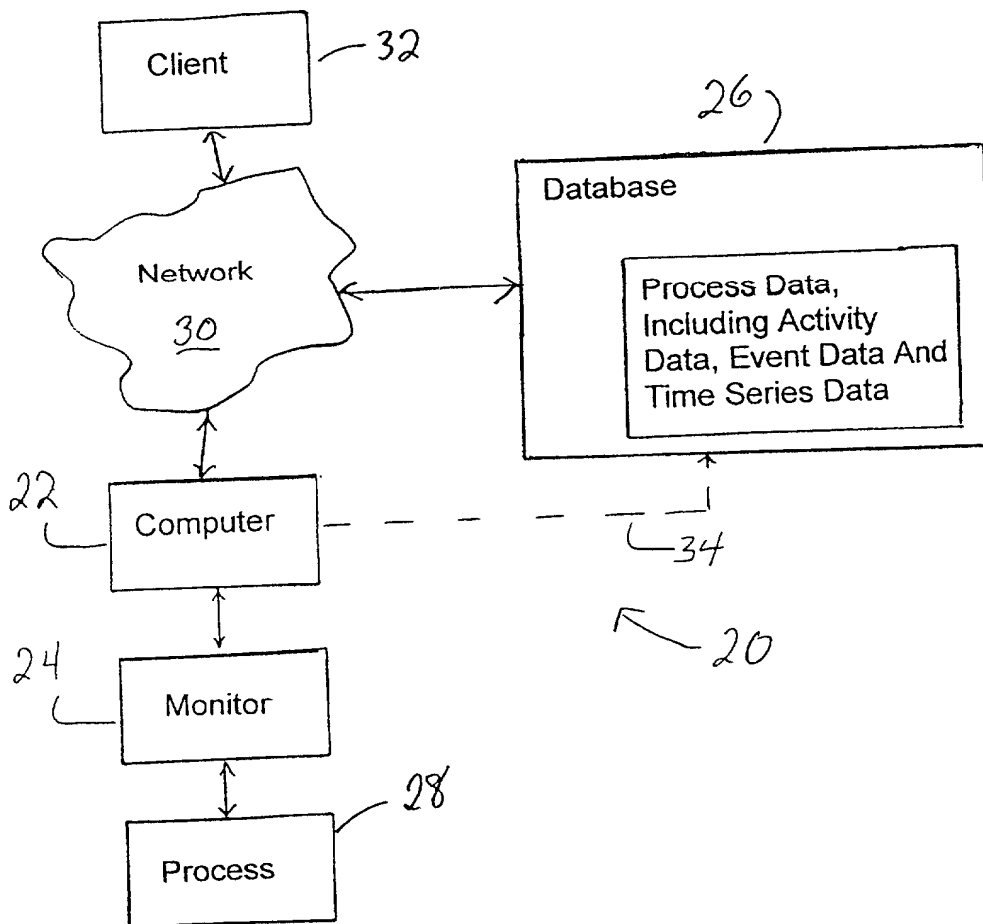 Client
32
26
Database
Network
30
Process Data,
Including Activity
Data, Event Data And
Time Series Data
22
Computer
34
20
24
Monitor
28
Process